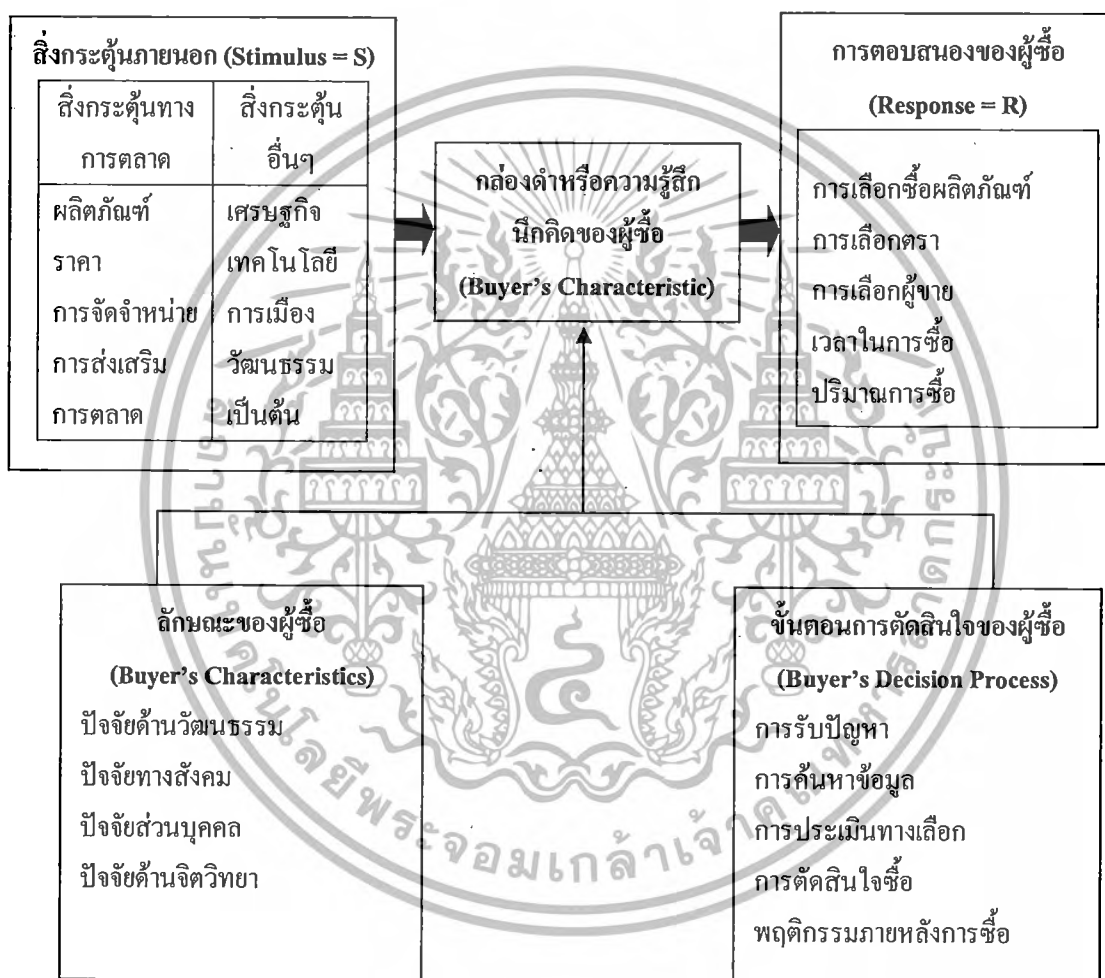 สิ่งกระตุ้นภายนอก (Stimulus = S)
สิ่งกระตุ้นทาง
การตลาด
สิ่งกระตุ้น
อื่นๆ
ผลิตภัณฑ์
ราคา
การจัดจำหน่าย
การส่งเสริม
การตลาด
เศรษฐกิจ
เทคโนโลยี
การเมือง
วัฒนธรรม
เป็นต้น
กล่องดำหรือความรู้สึก
นึกคิดของผู้ซื้อ
(Buyer's Characteristic)
การตอบสนองของผู้ซื้อ
(Response = R)
การเลือกซื้อผลิตภัณฑ์
การเลือกตรา
การเลือกผู้ขาย
เวลาในการซื้อ
ปริมาณการซื้อ
ลักษณะของผู้ซื้อ
(Buyer's Characteristics)
ปัจจัยด้านวัฒนธรรม
ปัจจัยทางสังคม
ปัจจัยส่วนบุคคล
ปัจจัยด้านจิตวิทยา
ขั้นตอนการตัดสินใจของผู้ซื้อ
(Buyer's Decision Process)
การรับปัญหา
การค้นหาข้อมูล
การประเมินทางเลือก
การตัดสินใจซื้อ
พฤติกรรมภายหลังการซื้อ
๔